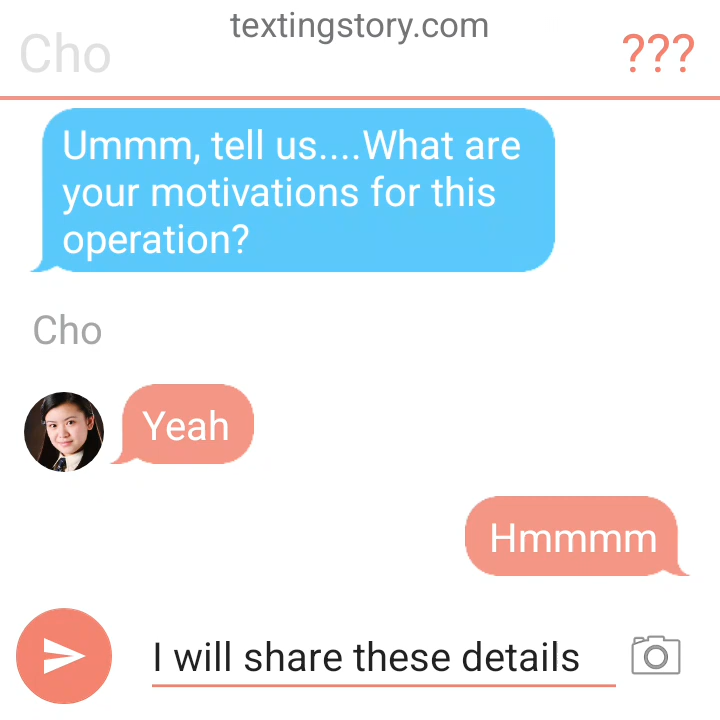 textingstory.com
Cho
???
Ummm, tell us....What are
your motivations for this
operation?
Cho
Yeah
Hmmmm
I will share these details